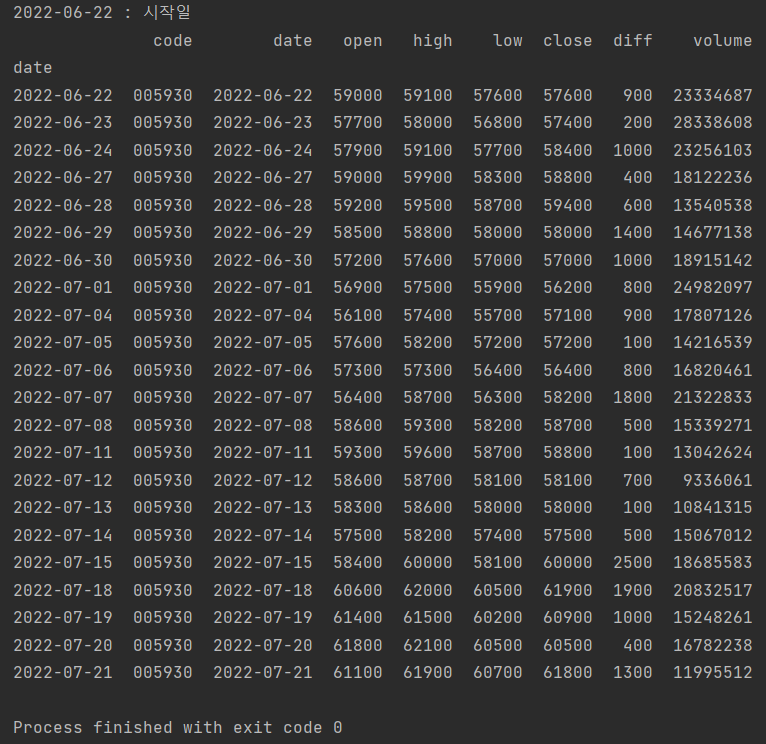 2022-06-22 : 시작일
code date open high low close diff volume
date
2022-06-22 005930 2022-06-22 59000 59100 57600 57600 900 23334687
2022-06-23 005930 2022-06-23 57700 58000 56800 57400 200 28338608
2022-06-24 005930 2022-06-24 57900 59100 57700 58400 1000 23256103
2022-06-27 005930 2022-06-27 59000 59900 58300 58800 400 18122236
2022-06-28 005930 2022-06-28 59200 59500 58700 59400 600 13540538
2022-06-29 005930 2022-06-29 58500 58800 58000 58000 1400 14677138
2022-06-30 005930 2022-06-30 57200 57600 57000 57000 1000 18915142
2022-07-01 005930 2022-07-01 56900 57500 55900 56200 800 24982097
2022-07-04 005930 2022-07-04 56100 57400 55700 57100 900 17807126
2022-07-05 005930 2022-07-05 57600 58200 57200 57200 100 14216539
2022-07-06 005930 2022-07-06 57300 57300 56400 56400 800 16820461
2022-07-07 005930 2022-07-07 56400 58700 56300 58200 1800 21322833
2022-07-08 005930 2022-07-08 58600 59300 58200 58700 500 15339271
2022-07-11 005930 2022-07-11 59300 59600 58700 58800 100 13042624
2022-07-12 005930 2022-07-12 58600 58700 58100 58100 700 9336061
2022-07-13 005930 2022-07-13 58300 58600 58000 58000 100 10841315
2022-07-14 005930 2022-07-14 57500 58200 57400 57500 500 15067012
2022-07-15 005930 2022-07-15 58400 60000 58100 60000 2500 18685583
2022-07-18 005930 2022-07-18 60600 62000 60500 61900 1900 20832517
2022-07-19 005930 2022-07-19 61400 61500 60200 60900 1000 15248261
2022-07-20 005930 2022-07-20 61800 62100 60500 60500 400 16782238
2022-07-21 005930 2022-07-21 61100 61900 60700 61800 1300 11995512
Process finished with exit code 0